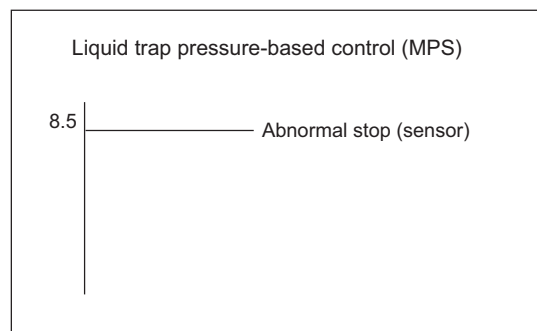 Liquid trap pressure-based control (MPS)
8.5
Abnormal stop (sensor)